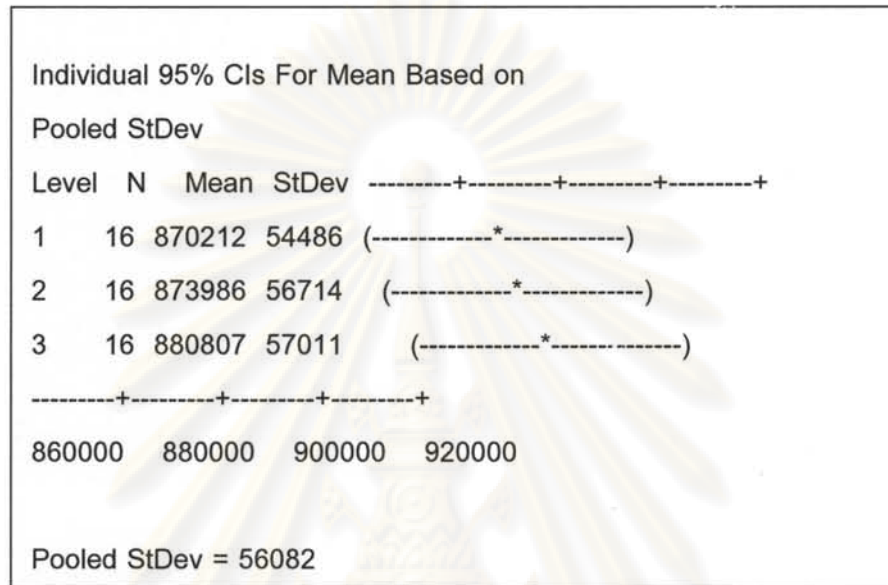 Individual 95% CIs For Mean Based on
Pooled StDev
Level N Mean StDev ---------+---------+---------+---------+
1 16 870212 54486 (-------------*-------------)
2 16 873986 56714 (-------------*-------------)
3 16 880807 57011 (-------------*--------------)
---------+---------+---------+---------+
860000 880000 900000 920000
Pooled StDev = 56082